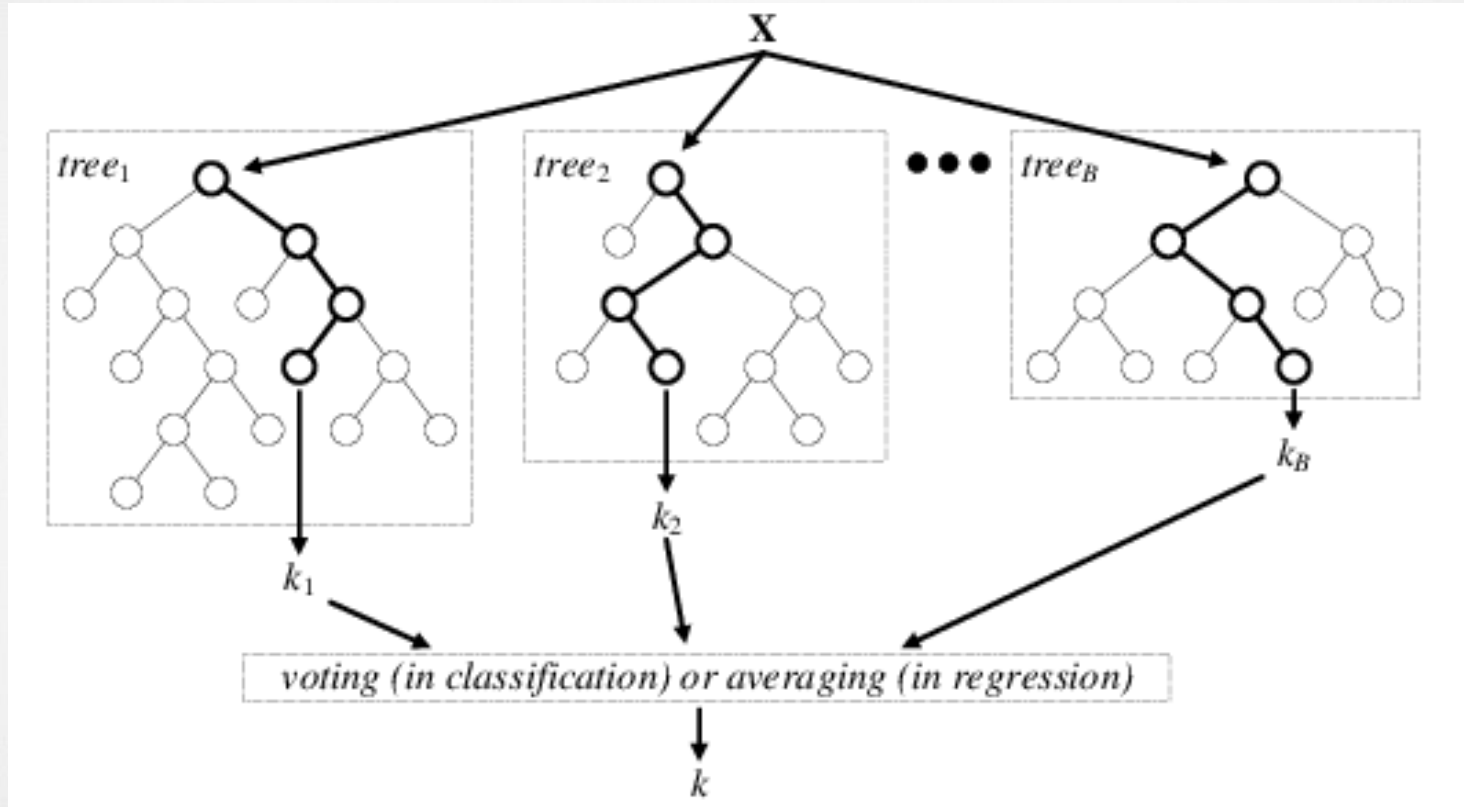 X
tree1
tree2
treeB
kB
k2
k1
voting (in classification) or averaging (in regression)
k